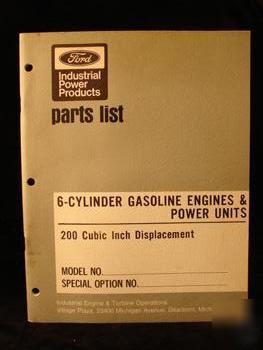 Ford
Industrial
Power
Products
parts list
6-CYLINDER GASOLINE ENGINES &
POWER UNITS
200 Cubic Inch Displacement
MODEL NO.
SPECIAL OPTION NO.
Industrial Engine & Turbine Operations
Village Plaza, 23400 Michigan Avenue, Dearborn, Mich